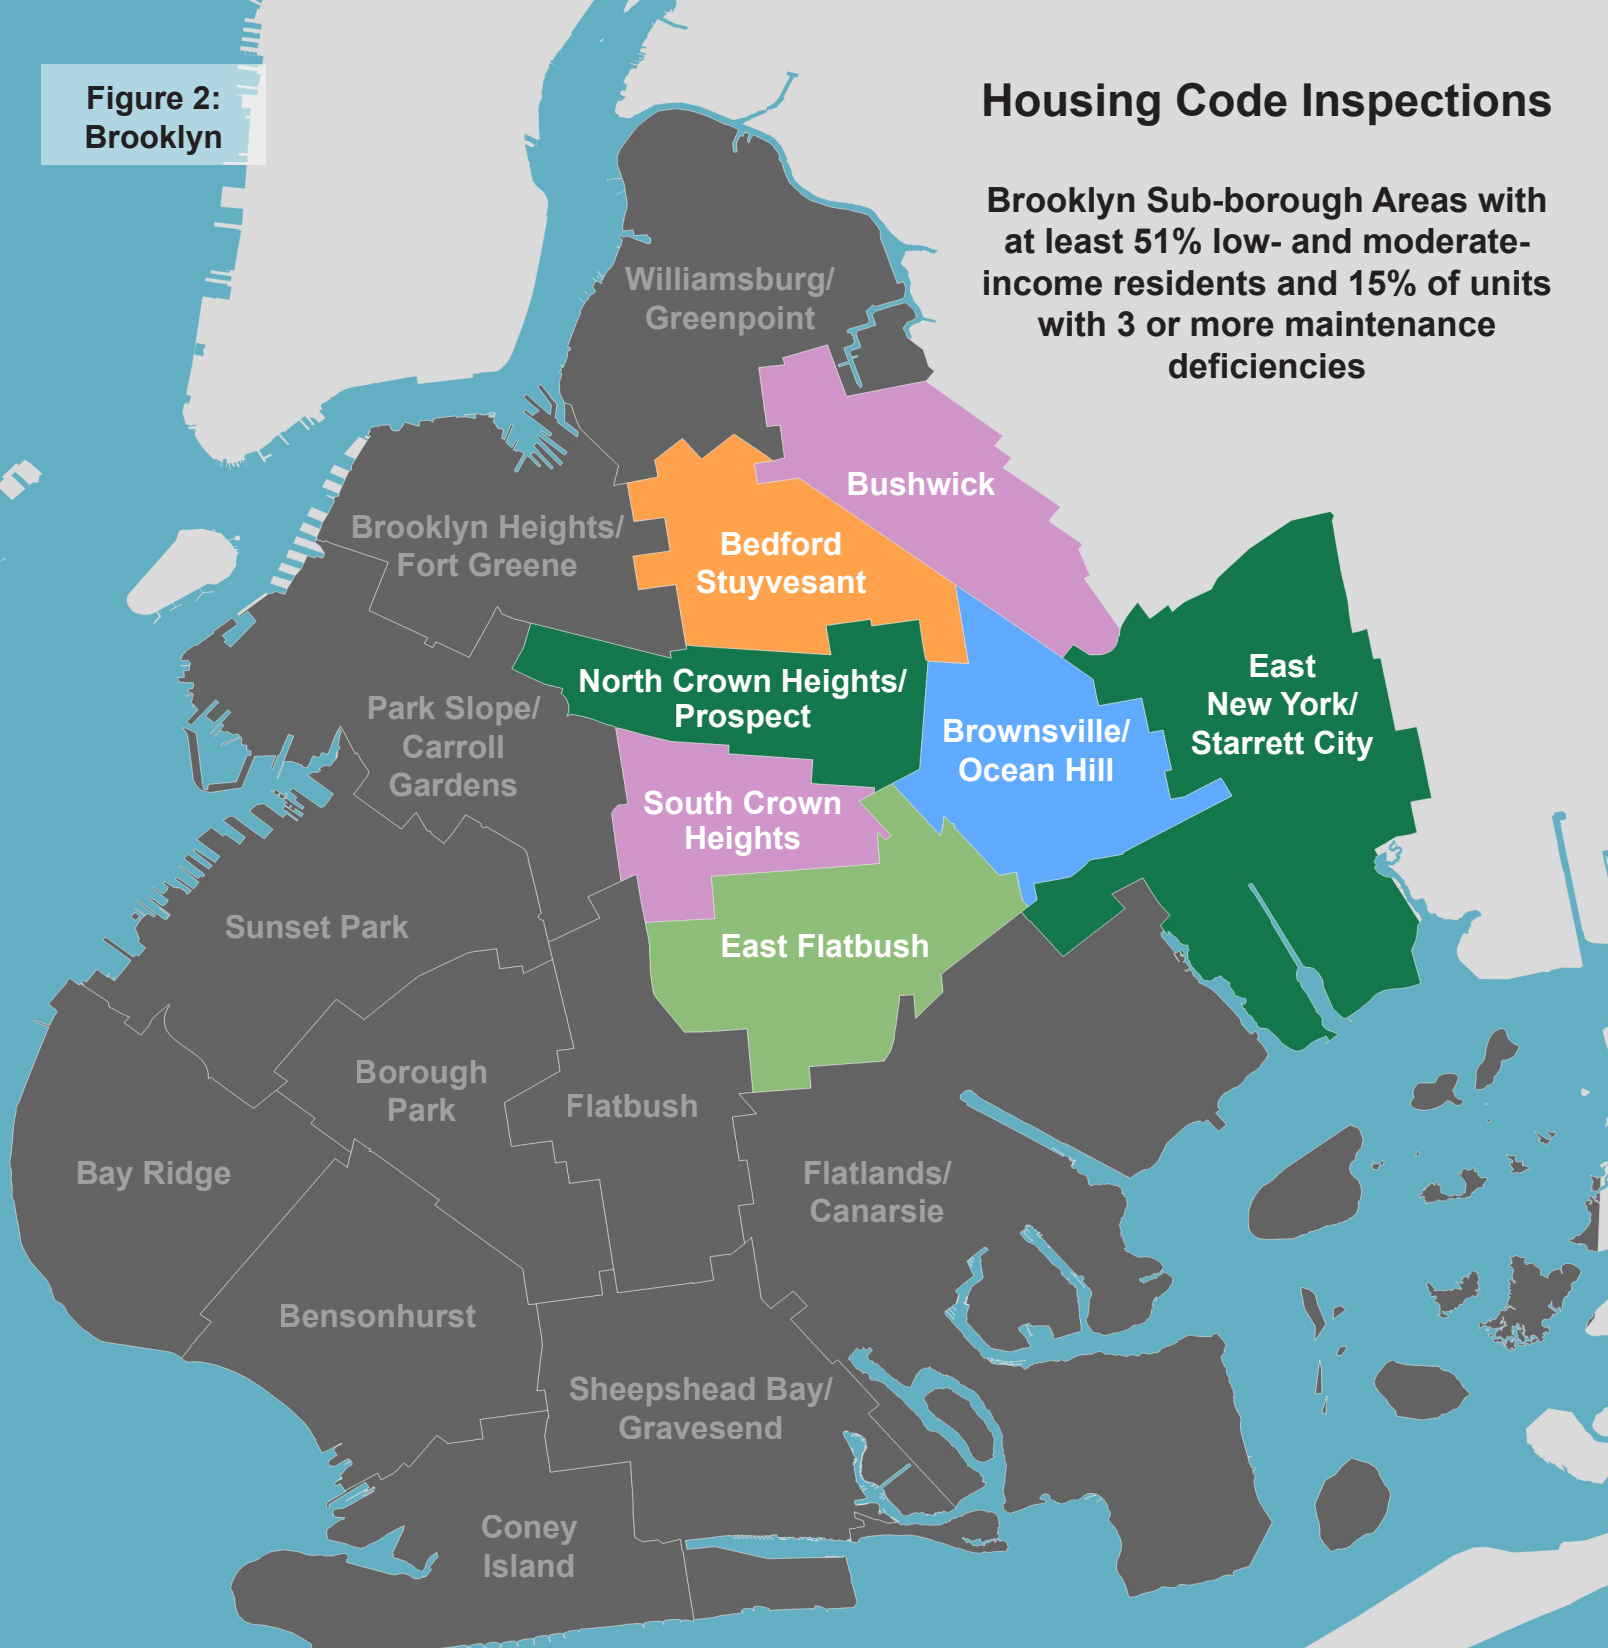 Figure 2:
Brooklyn
Housing Code Inspections
Brooklyn Sub-borough Areas with
at least 51% low- and moderate-
income residents and 15% of units
with 3 or more maintenance
deficiencies
Williamsburg/
Greenpoint
Bushwick
Brooklyn Heights/
Fort Greene
Bedford
Stuyvesant
North Crown Heights/
Prospect
East
New York/
Starrett City
Park Slope/
Carroll
Gardens
Brownsville/
Ocean Hill
South Crown
Heights
Sunset Park
East Flatbush
Borough
Park
Flatbush
Bay Ridge
Flatlands/
Canarsie
Bensonhurst
Sheepshead Bay/
Gravesend
Coney
Island